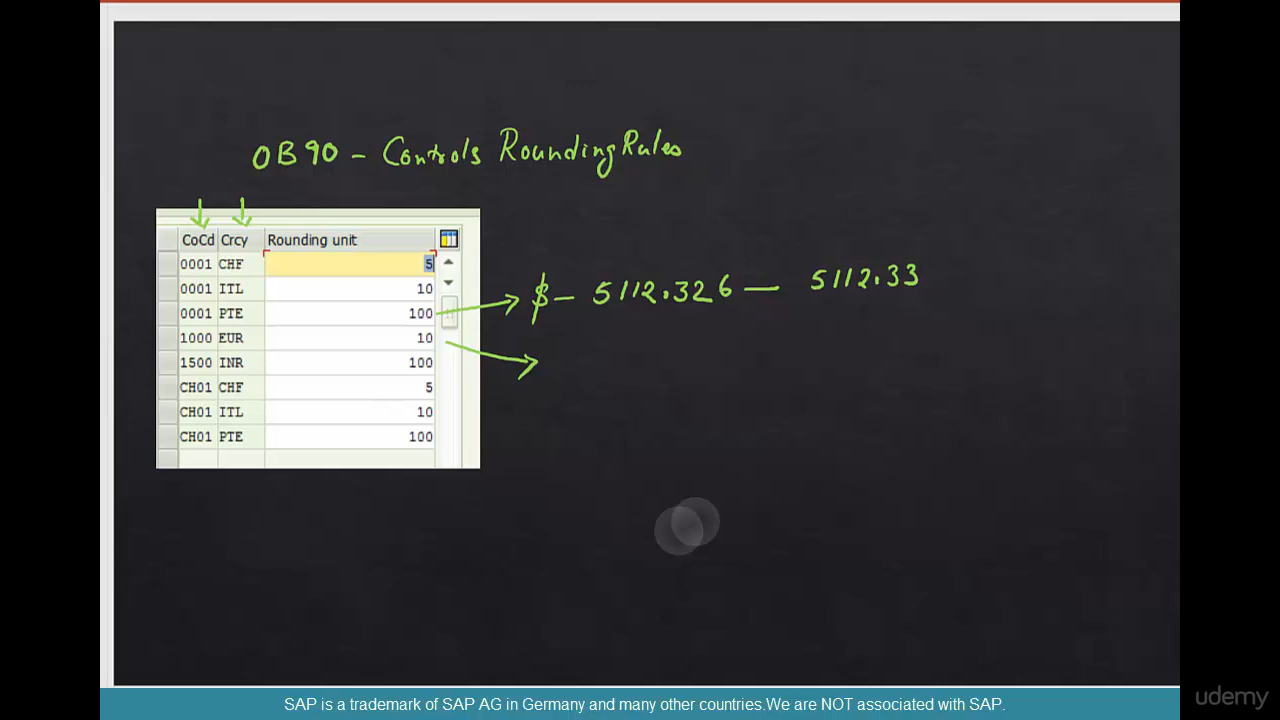 OB90 - Controls Rounding Rules
CoCd Crcy Rounding unit
0001 CHF 5
0001 ITL 10
0001 PTE 100
1000 EUR 10
1500 INR 100
CH01 CHF 5
CH01 ITL 10
CH01 PTE 100
$ - 5112.326 — 5112.33
SAP is a trademark of SAP AG in Germany and many other countries.We are NOT associated with SAP.
udemy